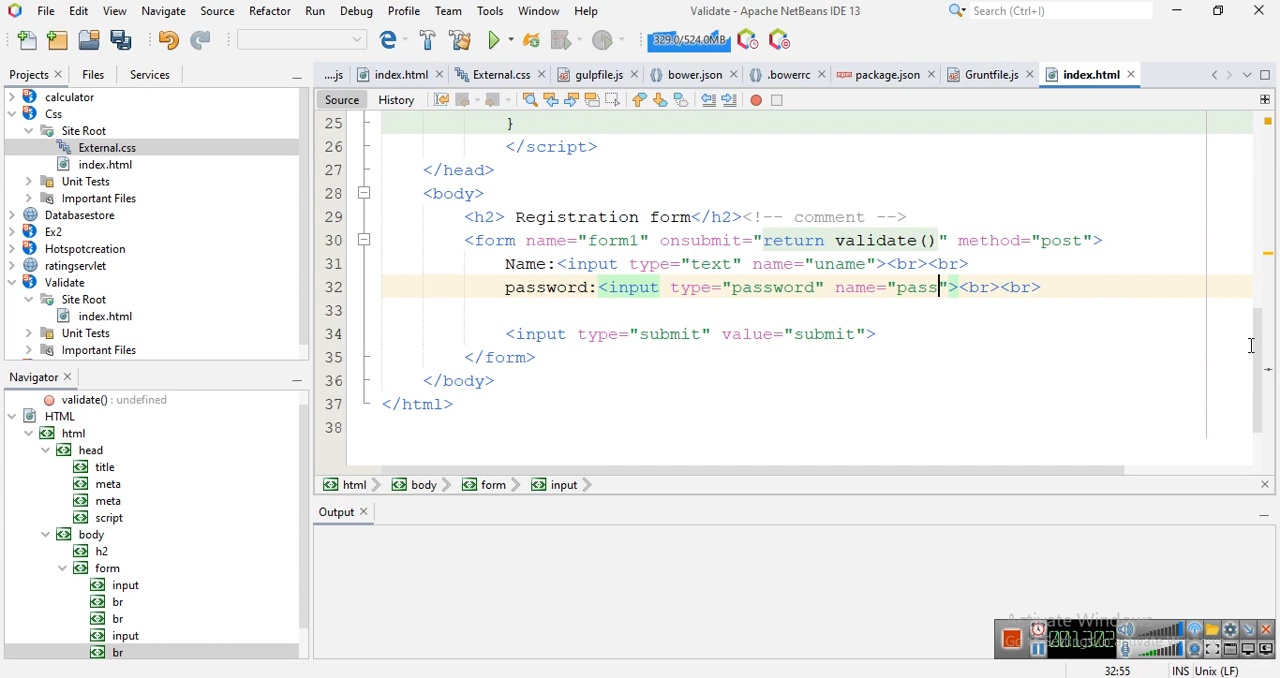 File Edit View Navigate Source Refactor Run Debug Profile Team Tools Window Help
Validate - Apache NetBeans IDE 13
Search (Ctrl+I)
329.0/524.0MB
Projects Files Services
calculator
Css
Site Root
External.css
index.html
Unit Tests
Important Files
Databasestore
Ex2
Hotspotcreation
ratingservlet
Validate
Site Root
index.html
Unit Tests
Important Files
Navigator
validate() : undefined
HTML
html
head
title
meta
meta
script
body
h2
form
input
br
br
input
br
...js index.html External.css gulpfile.js bower.json .bowerrc package.json Gruntfile.js index.html
Source History
25 }
26 </script>
27 </head>
28 <body>
29 <h2> Registration form</h2><!-- comment -->
30 <form name="form1" onsubmit="return validate()" method="post">
31 Name:<input type="text" name="uname"><br><br>
32 password:<input type="password" name="pass"><br><br>
33
34 <input type="submit" value="submit">
35 </form>
36 </body>
37 </html>
38
html body form input
Output
Activate Windows
32:55 INS Unix (LF)